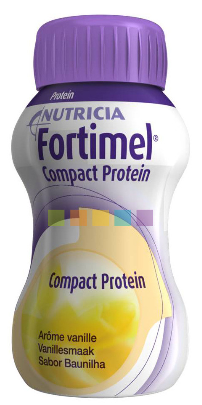 Protein
NUTRICIA
Fortimel®
Compact Protein
Compact Protein
Arôme vanille
Vanillesmaak
Sabor Baunilha